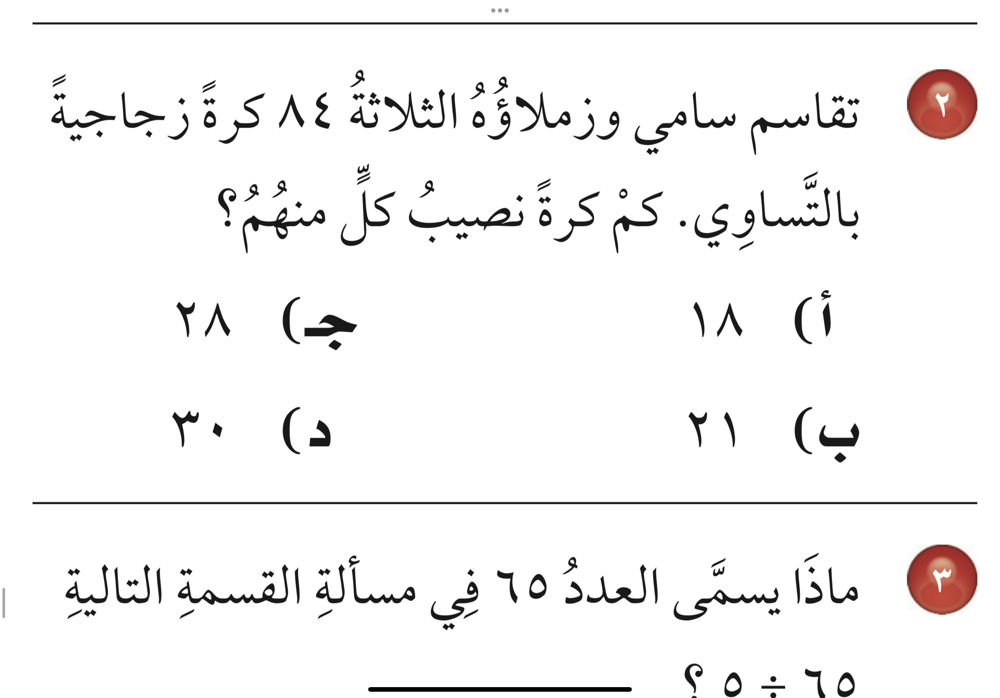 ٢ تقاسم سامي وزملاؤُهُ الثلاثةُ ٨٤ كرةً زجاجيةً
بالتَّساوِي. كمْ كرةً نصيبُ كلًّ منهُمُ؟
أ) ١٨ جـ) ٢٨
ب) ٢١ د) ٣٠
٣ ماذَا يسمَّى العددُ ٦٥ فِي مسألةِ القسمةِ التاليةِ
٦٥ ÷ ٥ ؟